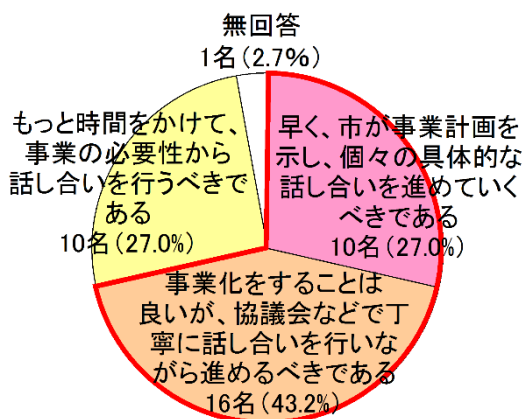 無回答
1名(2.7%)
早く、市が事業計画を
示し、個々の具体的な
話し合いを進めていく
べきである
10名(27.0%)
事業化をすることは
良いが、協議会などで丁
寧に話し合いを行いな
がら進めるべきである
16名(43.2%)
もっと時間をかけて、
事業の必要性から
話し合いを行うべきで
ある
10名(27.0%)